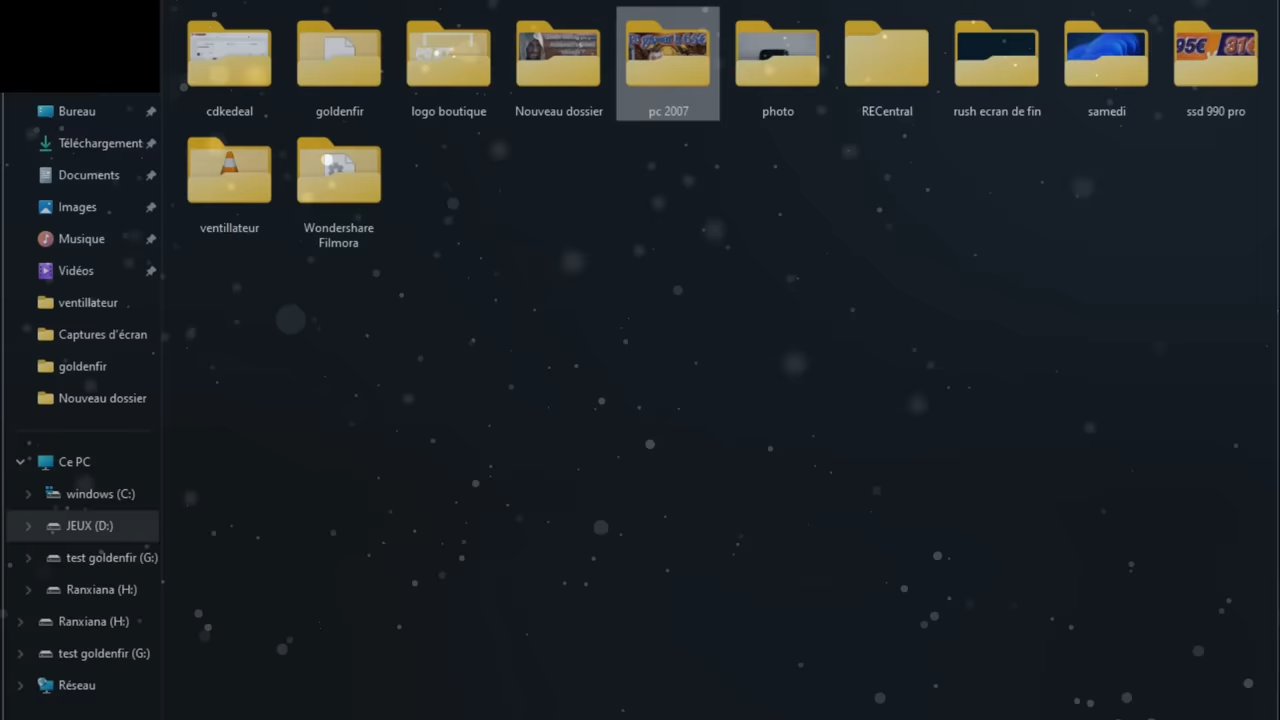 cdkedeal
goldenfir
logo boutique
Nouveau dossier
pc 2007
photo
RECentral
rush ecran de fin
samedi
ssd 990 pro
ventillateur
Wondershare
Filmora
Bureau
Téléchargement
Documents
Images
Musique
Vidéos
ventillateur
Captures d'écran
goldenfir
Nouveau dossier
Ce PC
windows (C:)
JEUX (D:)
test goldenfir (G:)
Ranxiana (H:)
Ranxiana (H:)
test goldenfir (G:)
Réseau